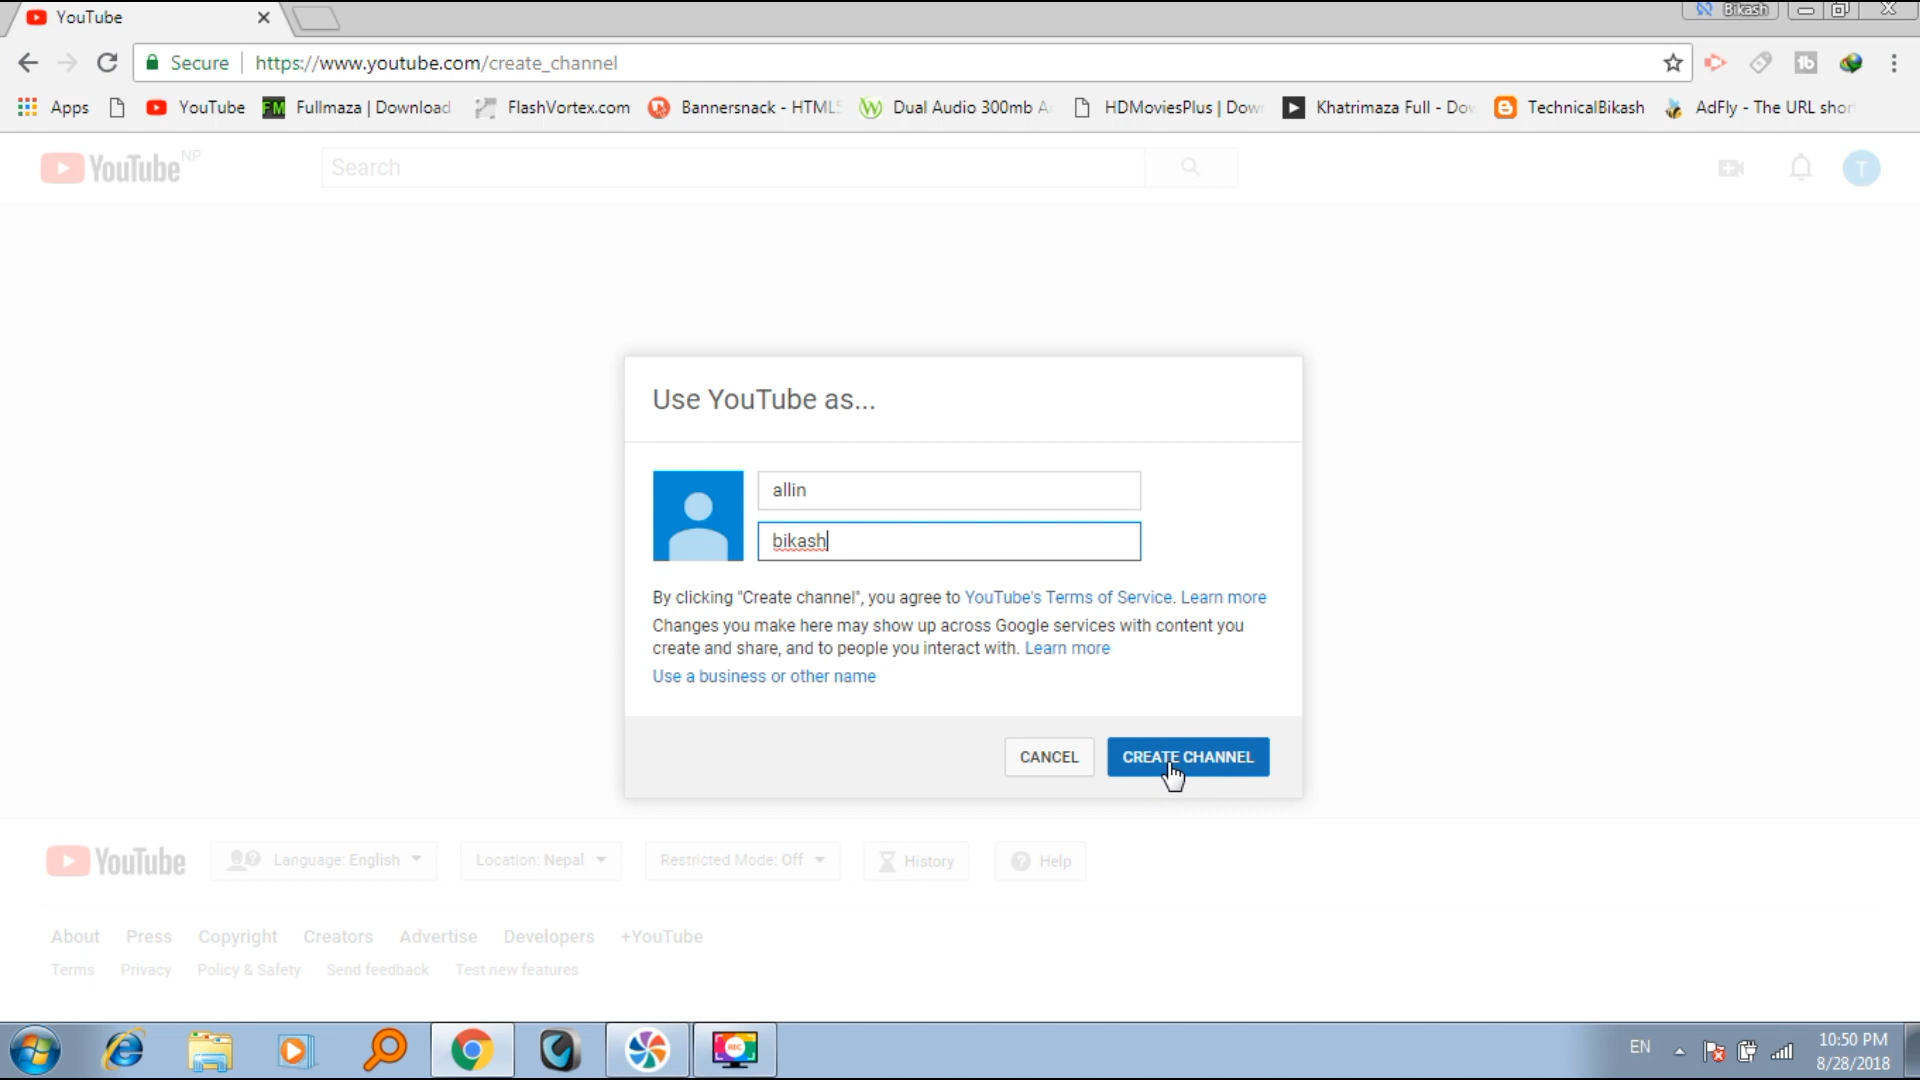 YouTube
Bikash
Secure https://www.youtube.com/create_channel
Apps YouTube FM Fullmaza | Download FlashVortex.com Bannersnack - HTML5 Dual Audio 300mb HDMoviesPlus | Dow Khatrimaza Full - Do TechnicalBikash AdFly - The URL shor
YouTube NP Search T
Use YouTube as...
allin
bikash
By clicking "Create channel", you agree to YouTube's Terms of Service. Learn more
Changes you make here may show up across Google services with content you
create and share, and to people you interact with. Learn more
Use a business or other name
CANCEL CREATE CHANNEL
YouTube Language: English Location: Nepal Restricted Mode: Off History Help
About Press Copyright Creators Advertise Developers +YouTube
Terms Privacy Policy & Safety Send feedback Test new features
REC EN 10:50 PM
8/28/2018